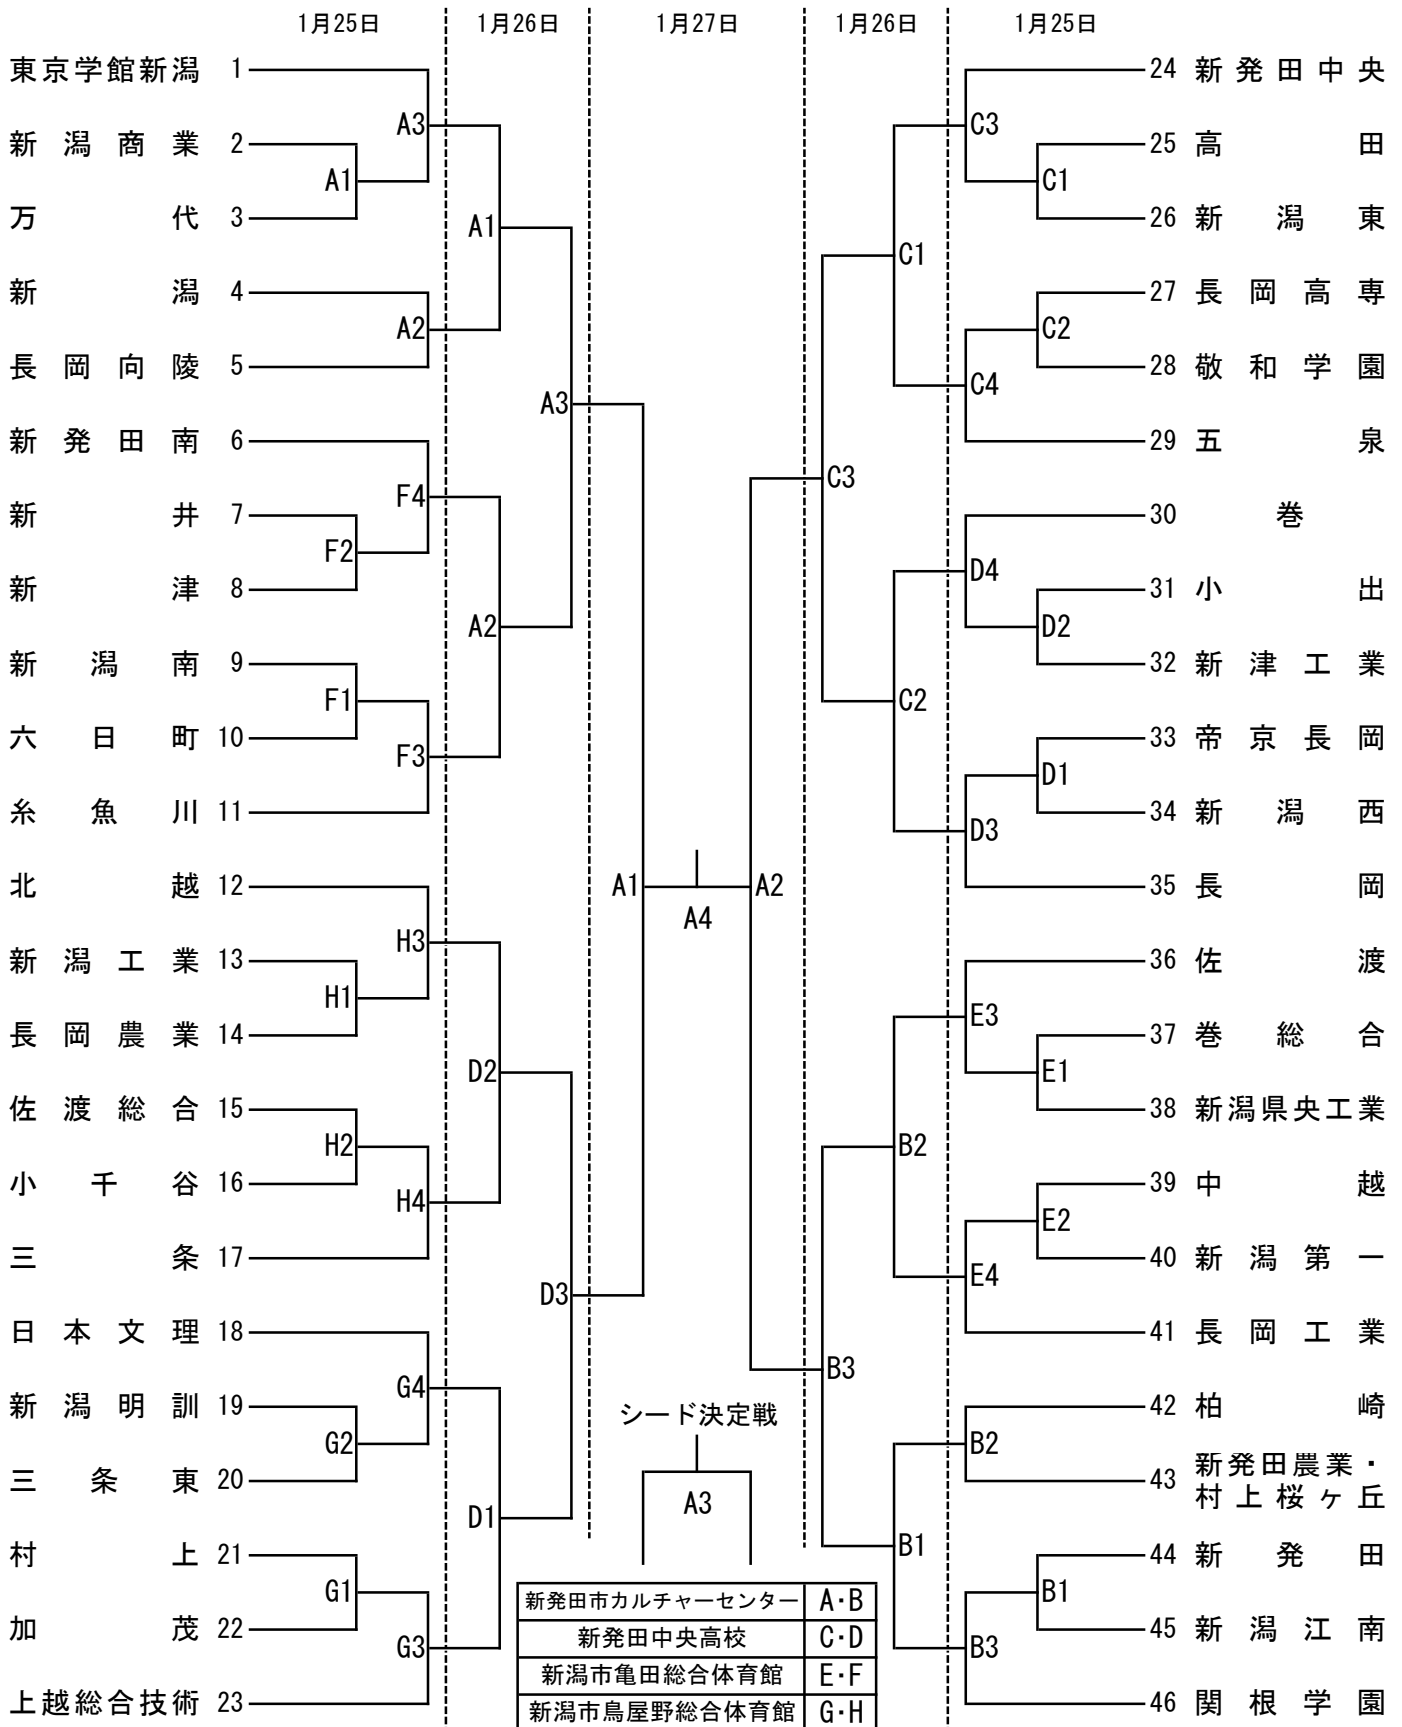 1月25日 1月26日 1月27日 1月26日 1月25日
東京学館新潟 1
新潟商業 2
万代 3
新潟 4
長岡向陵 5
新発田南 6
新井 7
新津 8
新潟南 9
六日町 10
糸魚川 11
北越 12
新潟工業 13
長岡農業 14
佐渡総合 15
小千谷 16
三条 17
日本文理 18
新潟明訓 19
三条東 20
村上 21
加茂 22
上越総合技術 23
A3
A1
A2
F4
F2
F1
F3
H3
H1
H2
H4
G4
G2
G1
G3
A1
A2
D2
D1
A3
D3
A1
A4
A2
シード決定戦
A3
C3
B3
C1
C2
B2
B1
C3
C1
C2
C4
D4
D2
D1
D3
E3
E1
E2
E4
B2
B1
B3
24 新発田中央
25 高田
26 新潟東
27 長岡高専
28 敬和学園
29 五泉
30 巻
31 小出
32 新津工業
33 帝京長岡
34 新潟西
35 長岡
36 佐渡
37 巻総合
38 新潟県央工業
39 中越
40 新潟第一
41 長岡工業
42 柏崎
43 新発田農業・
村上桜ヶ丘
44 新発田
45 新潟江南
46 関根学園
新発田市カルチャーセンター A・B
新発田中央高校 C・D
新潟市亀田総合体育館 E・F
新潟市鳥屋野総合体育館 G・H